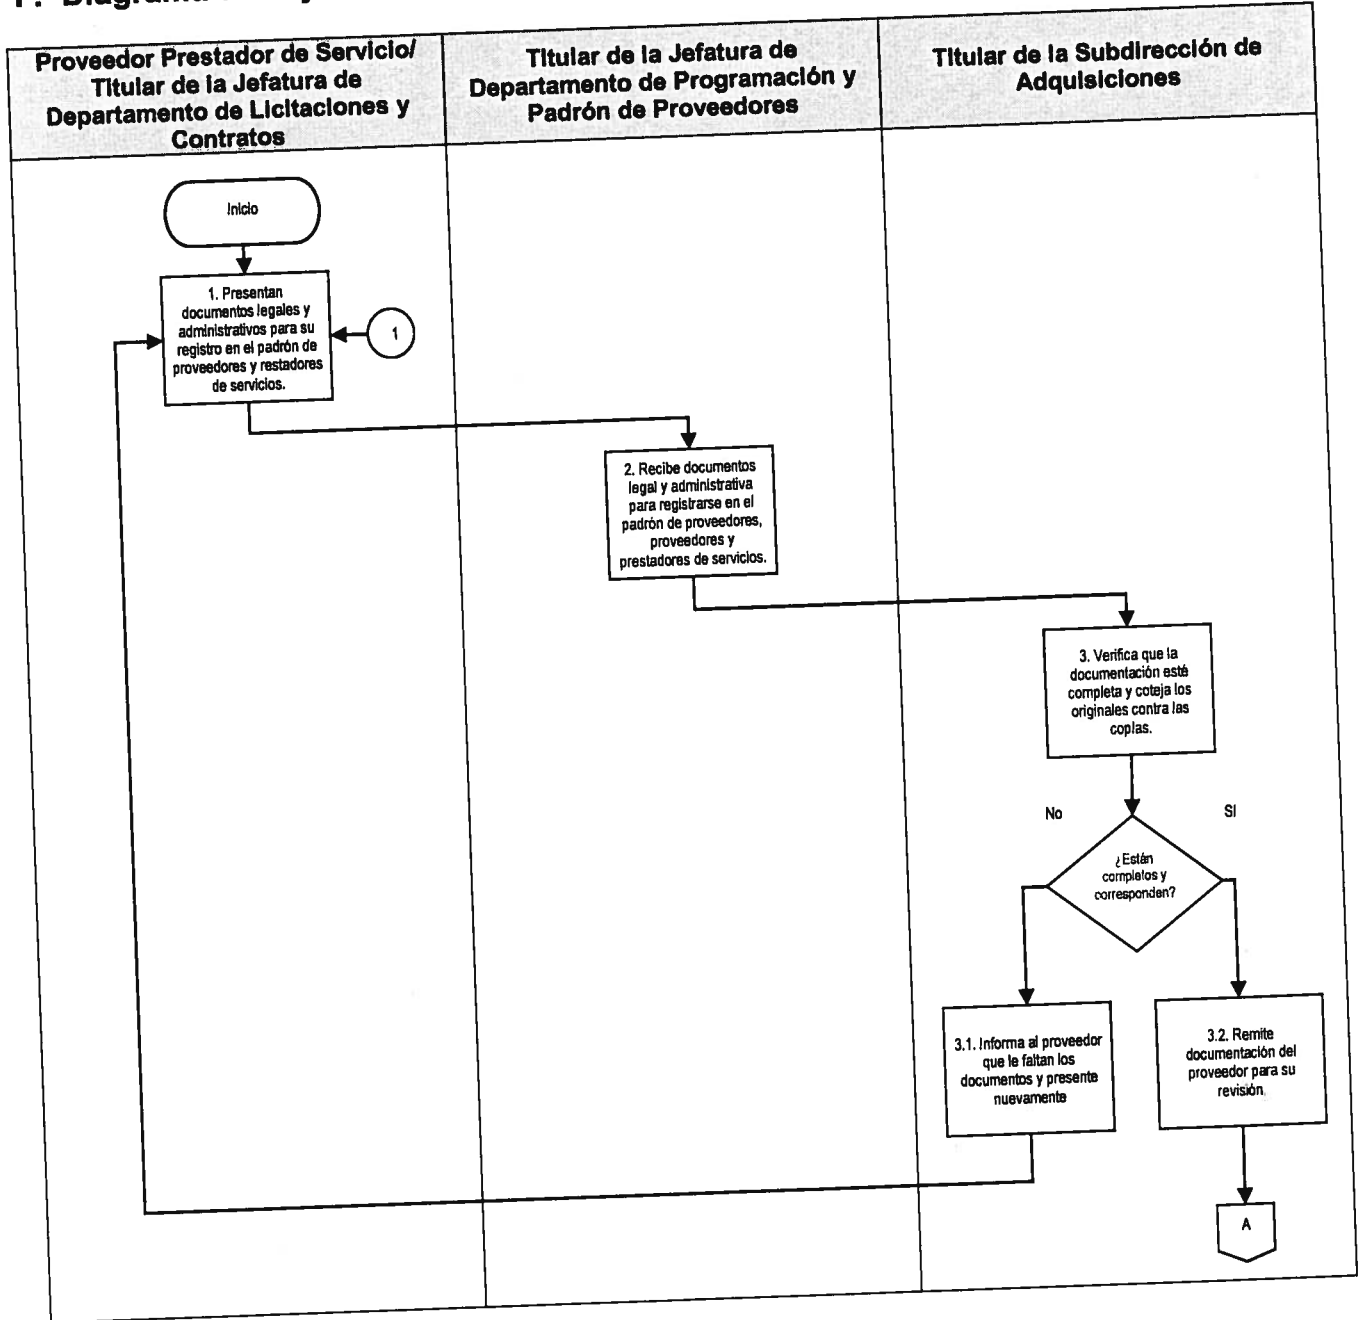 Proveedor Prestador de Servicio/
Titular de la Jefatura de
Departamento de Licitaciones y
Contratos
Titular de la Jefatura de
Departamento de Programación y
Padrón de Proveedores
Titular de la Subdirección de
Adquisiciones
Inicio
1. Presentan
documentos legales y
administrativos para su
registro en el padrón de
proveedores y restadores
de servicios.
1
2. Recibe documentos
legal y administrativa
para registrarse en el
padrón de proveedores,
proveedores y
prestadores de servicios.
3. Verifica que la
documentación esté
completa y coteja los
originales contra las
copias.
No
SI
¿Están
completos y
corresponden?
3.1. Informa al proveedor
que le faltan los
documentos y presente
nuevamente
3.2. Remite
documentación del
proveedor para su
revisión.
A